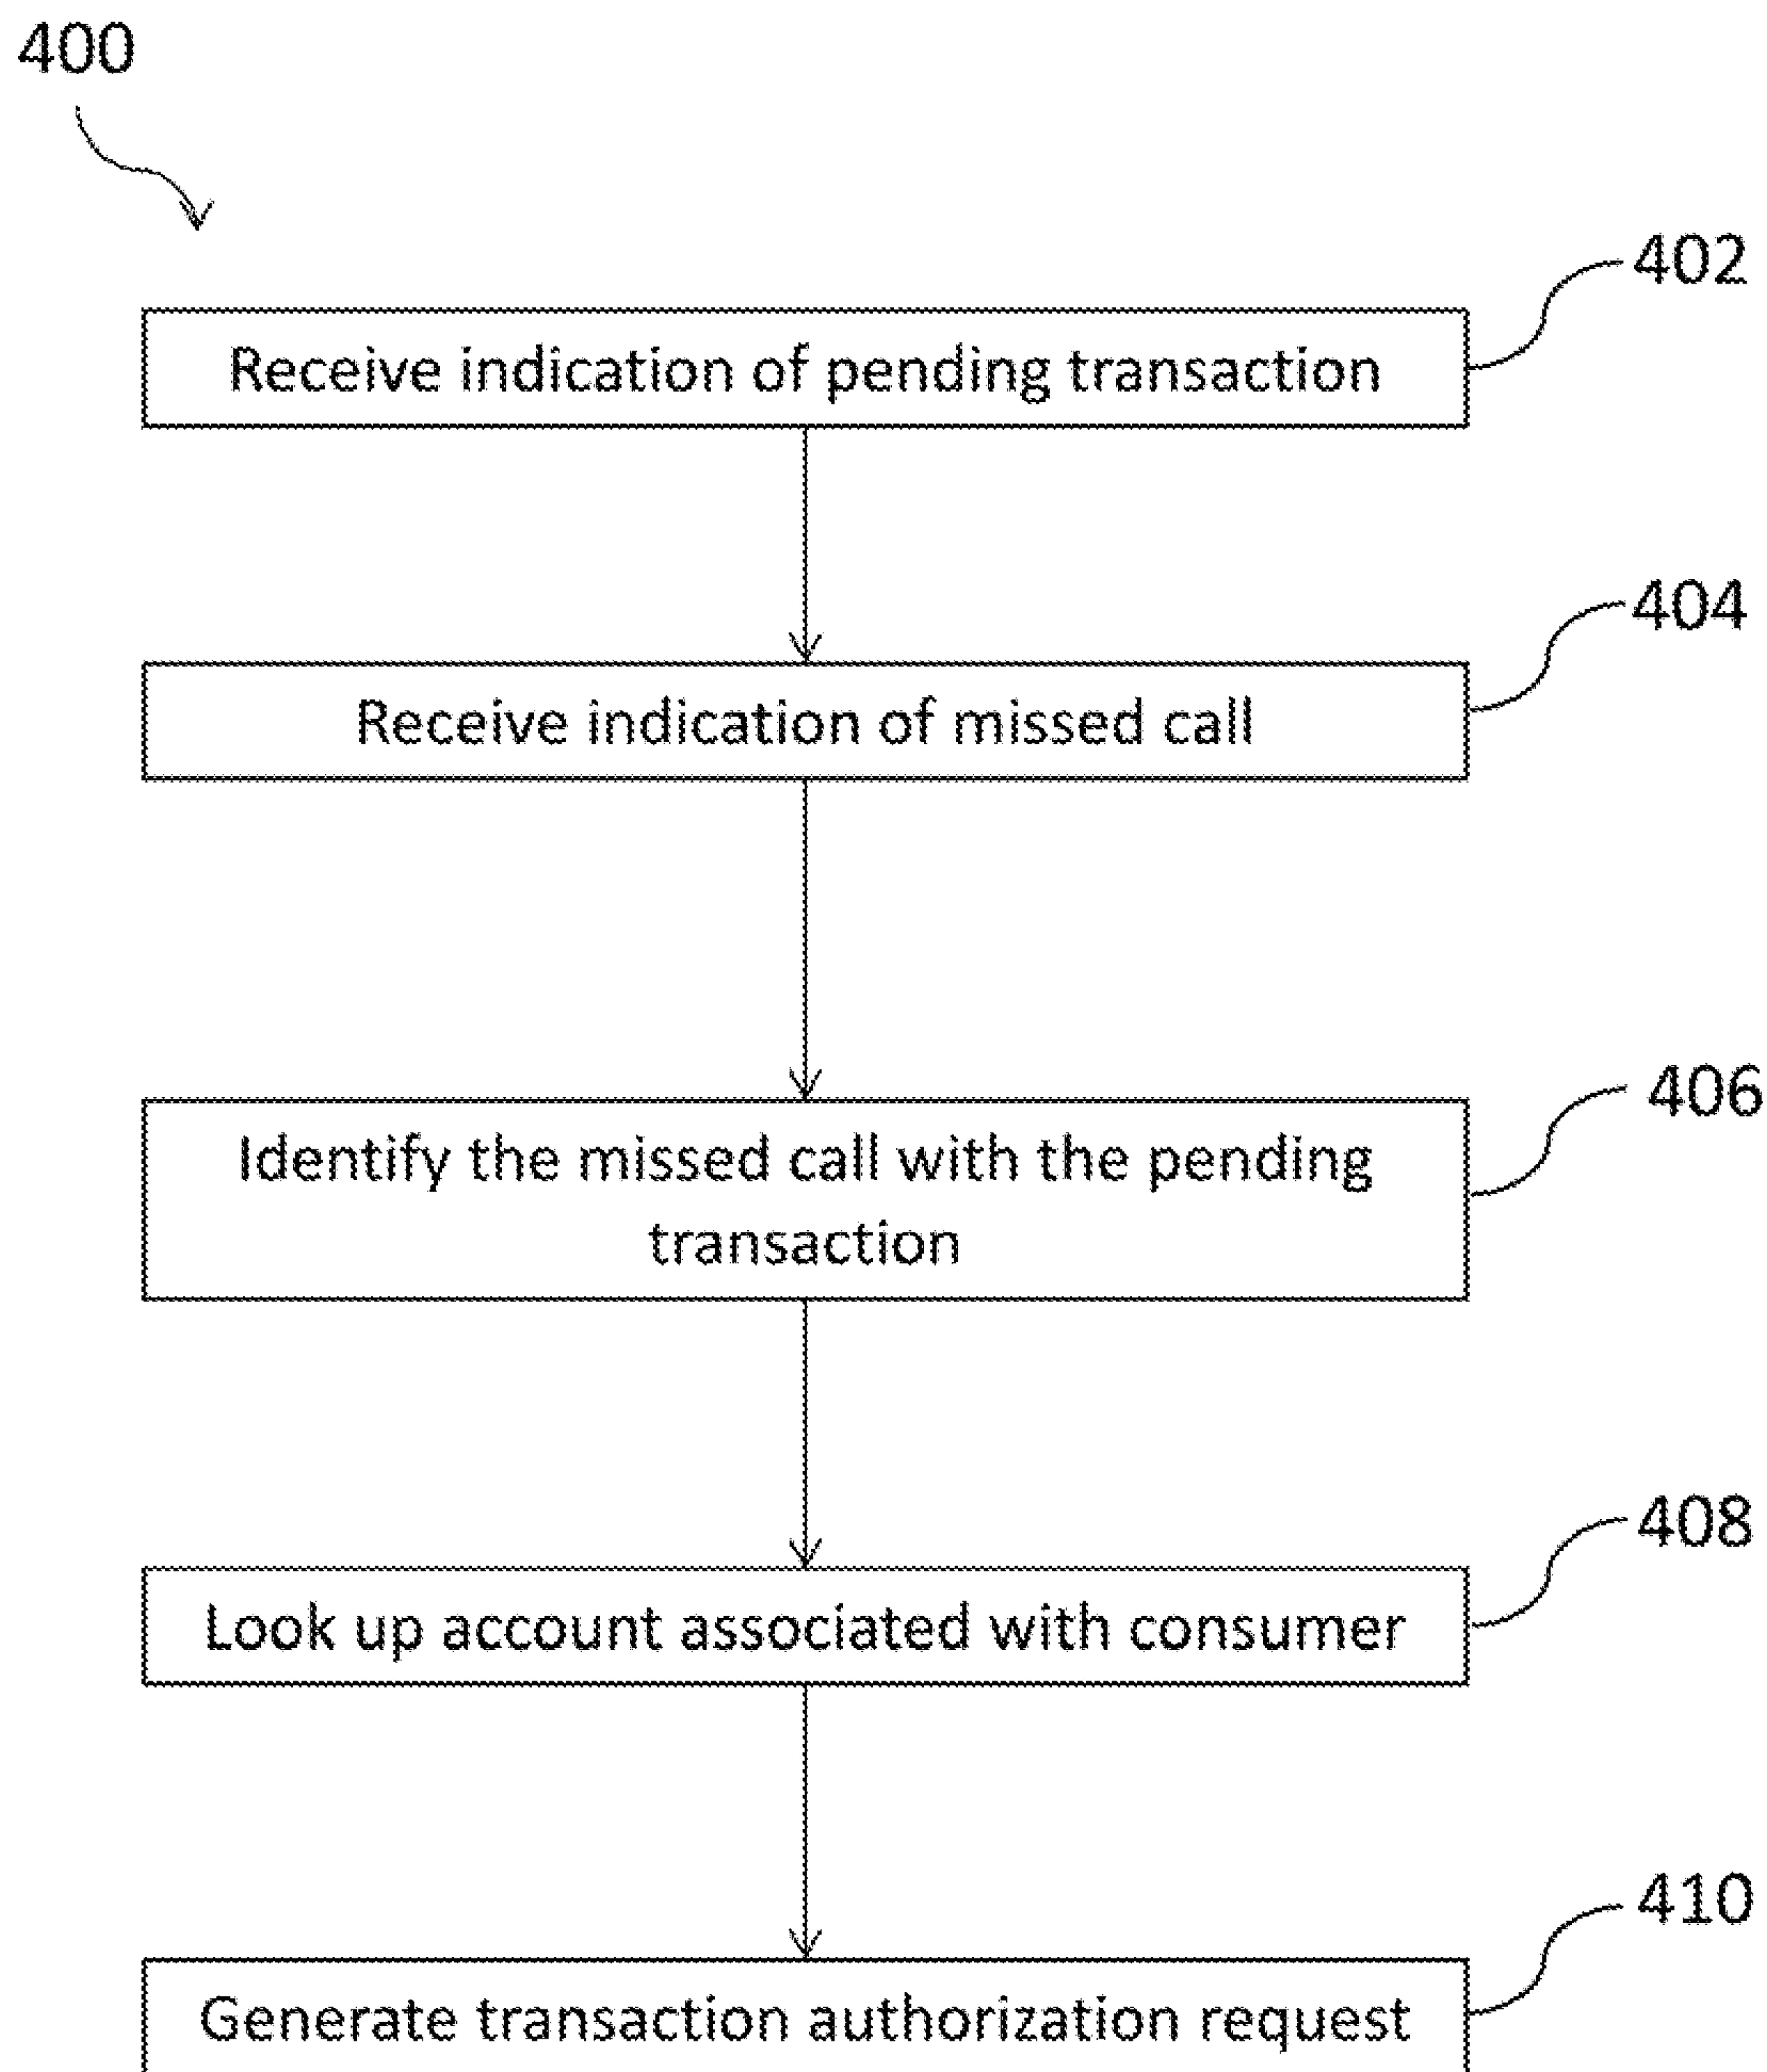 400
402
Receive indication of pending transaction
404
Receive indication of missed call
406
Identify the missed call with the pending
transaction
408
Look up account associated with consumer
410
Generate transaction authorization request